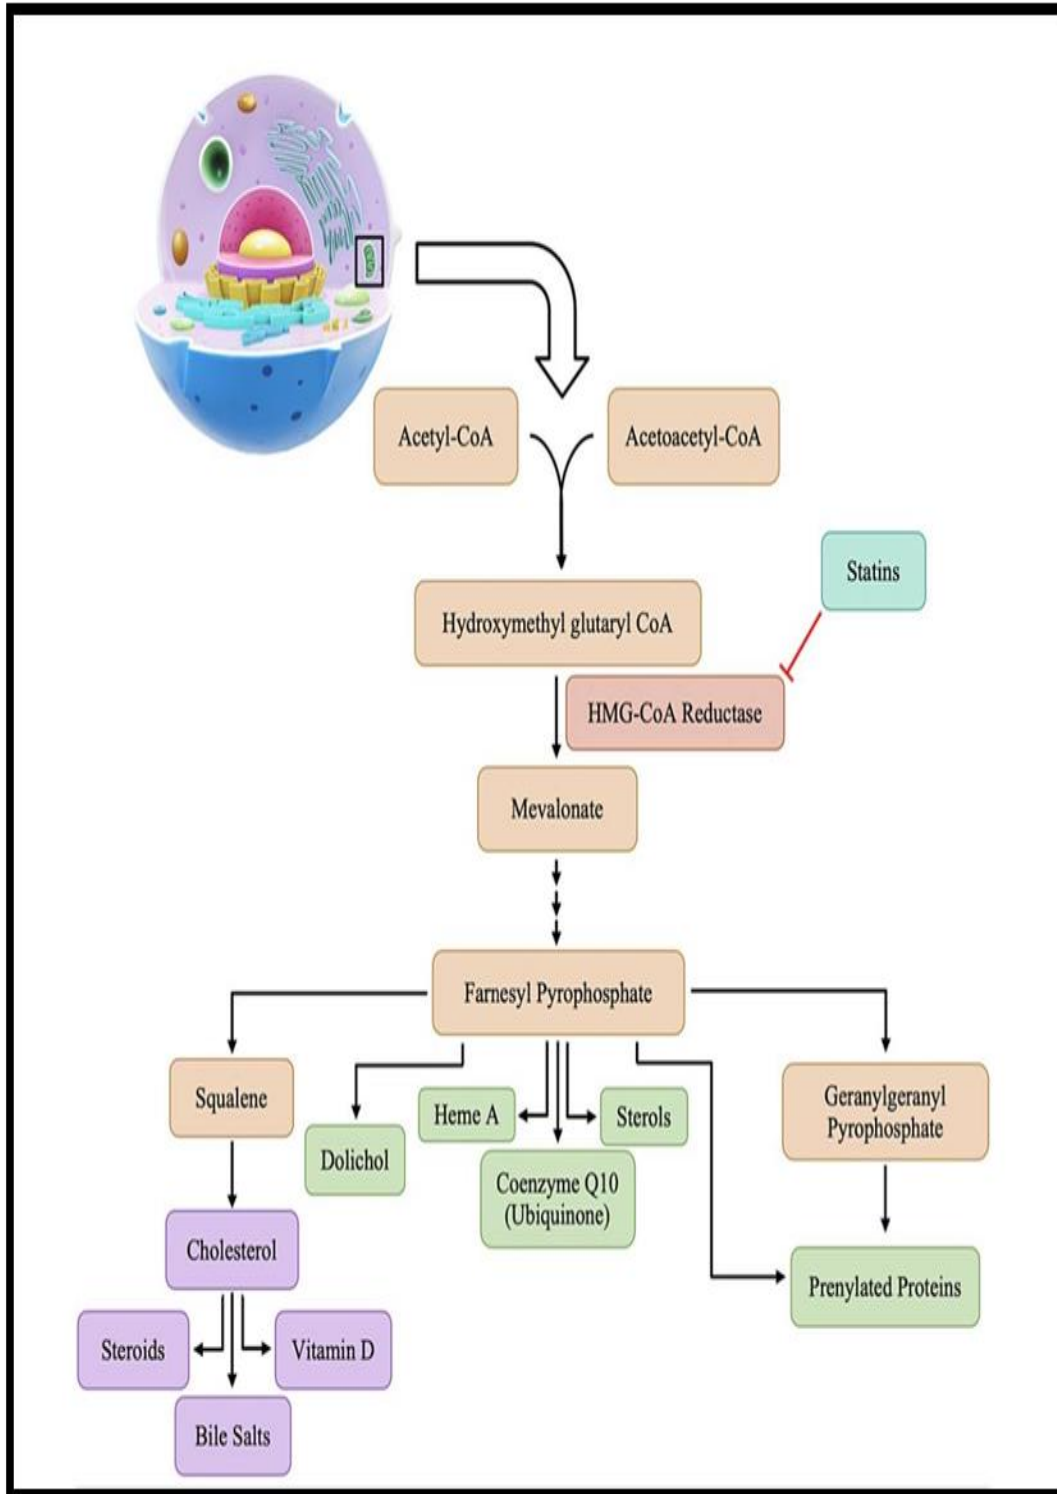 Acetyl-CoA
Acetoacetyl-CoA
Statins
Hydroxymethyl glutaryl CoA
HMG-CoA Reductase
Mevalonate
Farnesyl Pyrophosphate
Squalene
Dolichol
Heme A
Sterols
Coenzyme Q10
(Ubiquinone)
Geranylgeranyl
Pyrophosphate
Cholesterol
Prenylated Proteins
Steroids
Vitamin D
Bile Salts